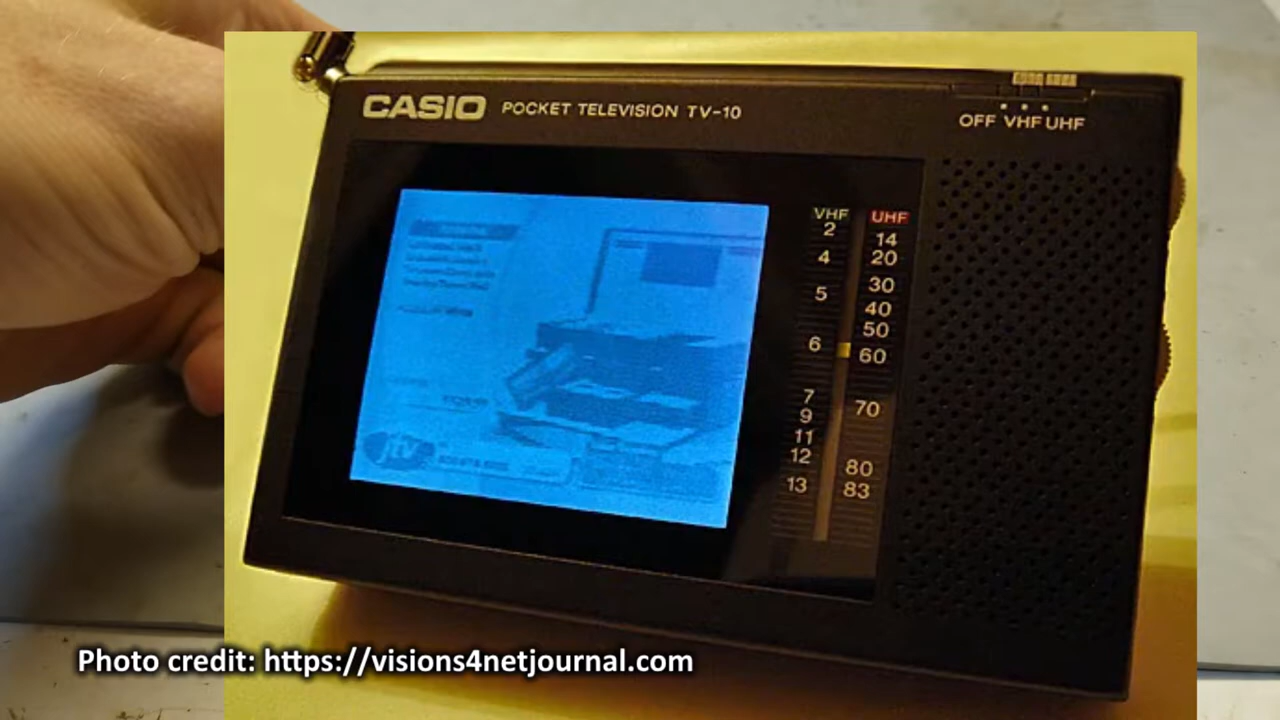 CASIO POCKET TELEVISION TV-10
OFF VHF UHF
VHF UHF
2 14
4 20
5 30
40
50
6 60
7 70
9
11
12 80
13 83
jtv
Photo credit: https://visions4netjournal.com